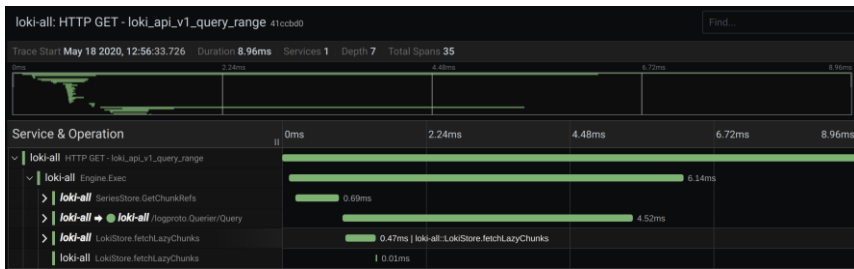 loki-all: HTTP GET - loki_api_v1_query_range 41ccbd0
Find...
Trace Start May 18 2020, 12:56:33.726 Duration 8.96ms Services 1 Depth 7 Total Spans 35
0ms 2.24ms 4.48ms 6.72ms 8.96ms
Service & Operation 0ms 2.24ms 4.48ms 6.72ms 8.96ms
loki-all HTTP GET - loki_api_v1_query_range
loki-all Engine.Exec 6.14ms
loki-all SeriesStore.GetChunkRefs 0.69ms
loki-all → loki-all /logproto.Querier/Query 4.52ms
loki-all LokiStore.fetchLazyChunks 0.47ms | loki-all::LokiStore.fetchLazyChunks
loki-all LokiStore.fetchLazyChunks 0.01ms